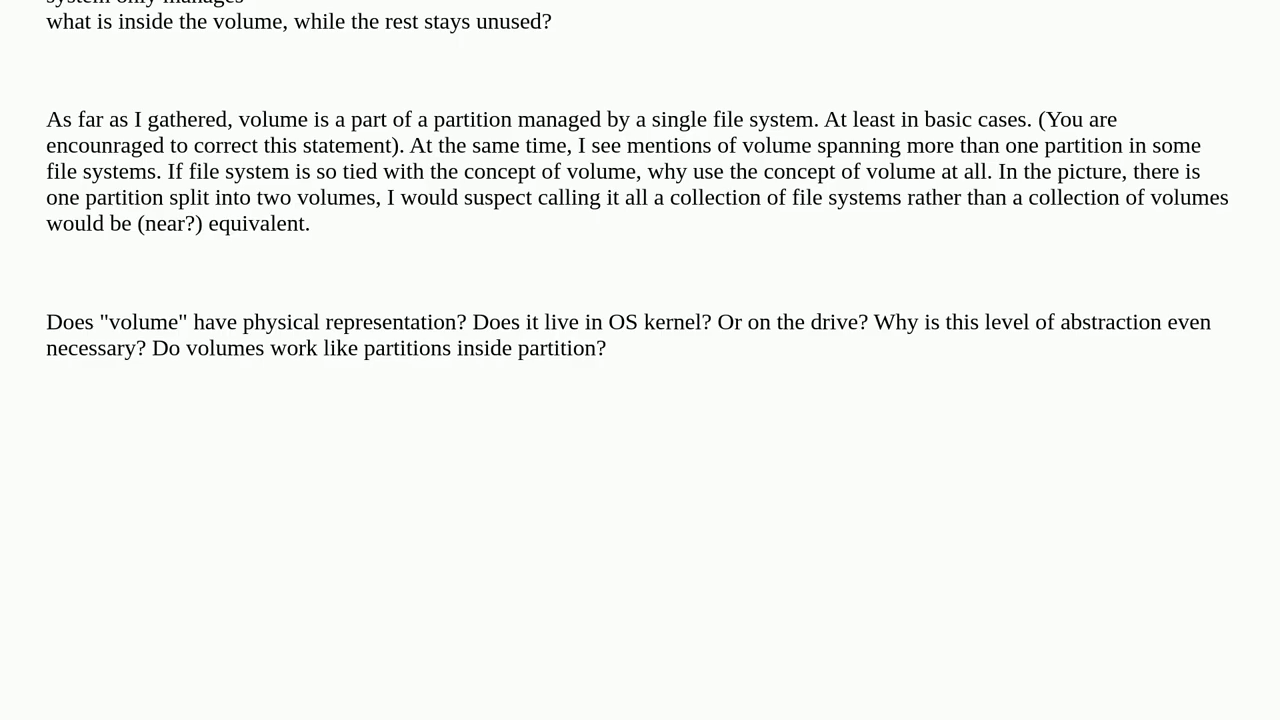 system only manages
what is inside the volume, while the rest stays unused?
As far as I gathered, volume is a part of a partition managed by a single file system. At least in basic cases. (You are
encounraged to correct this statement). At the same time, I see mentions of volume spanning more than one partition in some
file systems. If file system is so tied with the concept of volume, why use the concept of volume at all. In the picture, there is
one partition split into two volumes, I would suspect calling it all a collection of file systems rather than a collection of volumes
would be (near?) equivalent.
Does "volume" have physical representation? Does it live in OS kernel? Or on the drive? Why is this level of abstraction even
necessary? Do volumes work like partitions inside partition?